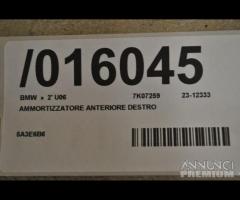 /016045
BMW » 2' U06 7K07259 23-12333
AMMORTIZZATORE ANTERIORE DESTRO
5A3E6B6
ANNUNCI
PREMIUM